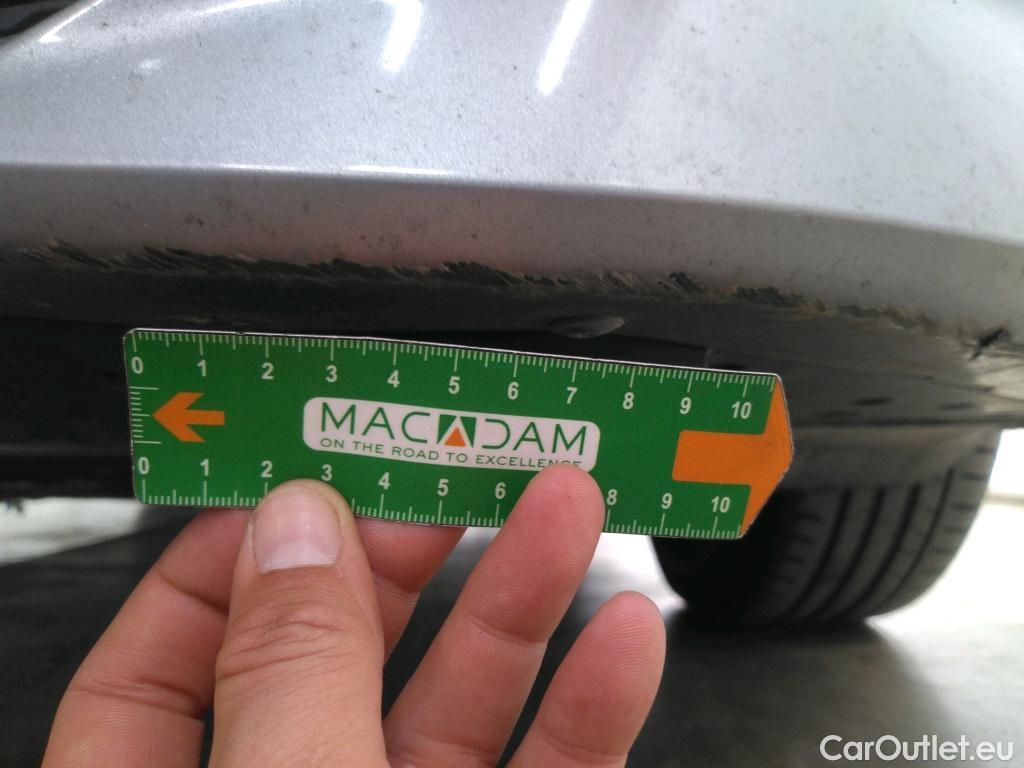 0 1 2 3 4 5 6 7 8 9 10
MACADAM
ON THE ROAD TO EXCELLENCE
0 1 2 3 4 5 6 8 9 10
CarOutlet.eu